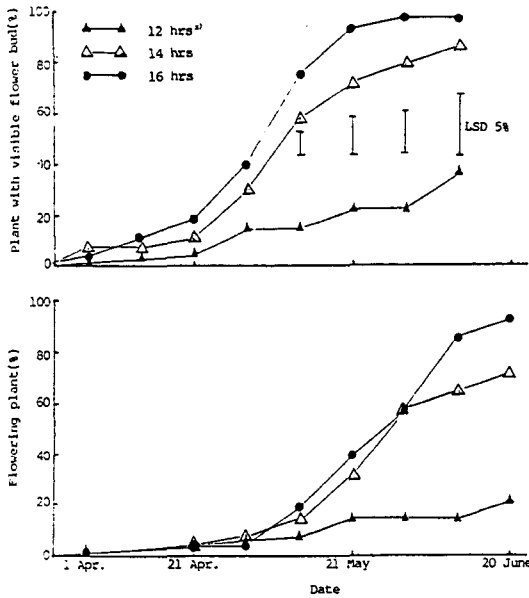 Plant with visible flower bud(%)
100
80
60
40
20
0
12 hrs
14 hrs
16 hrs
LSD 5%
Flowering plant(%)
100
80
60
40
20
0
1 Apr.
21 Apr.
21 May
20 June
Date